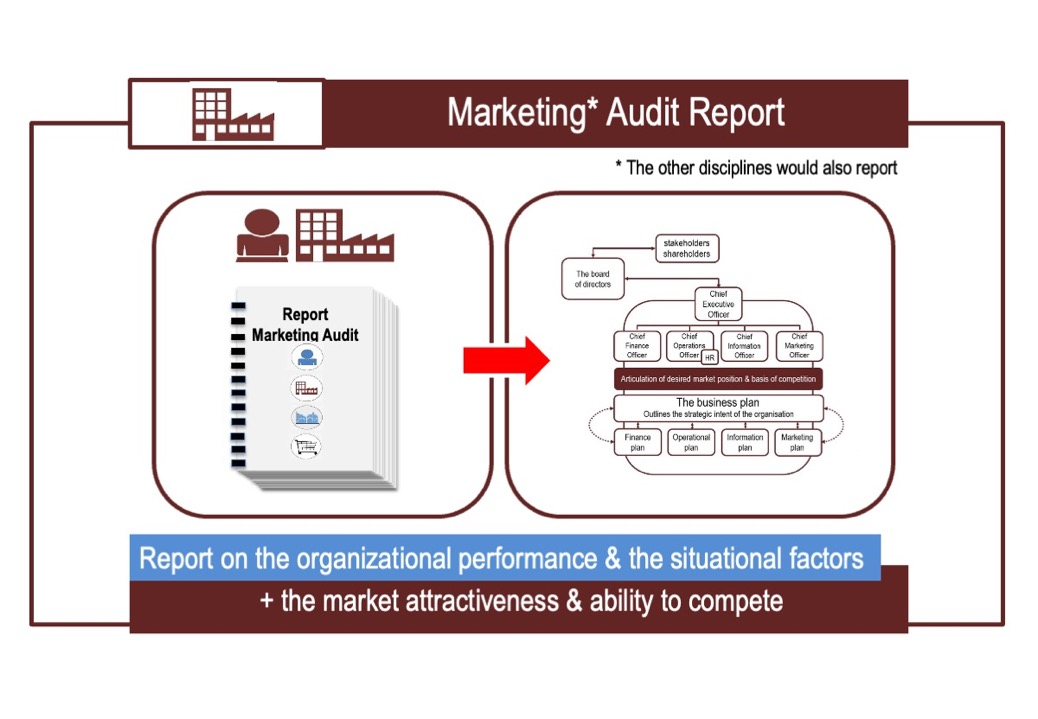 Marketing* Audit Report
* The other disciplines would also report
Report
Marketing Audit
stakeholders
shareholders
The board
of directors
Chief
Executive
Officer
Chief
Finance
Officer
Chief
Operations
Officer
HR
Chief
Information
Officer
Chief
Marketing
Officer
Articulation of desired market position & basis of competition
The business plan
Outlines the strategic intent of the organisation
Finance
plan
Operational
plan
Information
plan
Marketing
plan
Report on the organizational performance & the situational factors
+ the market attractiveness & ability to compete